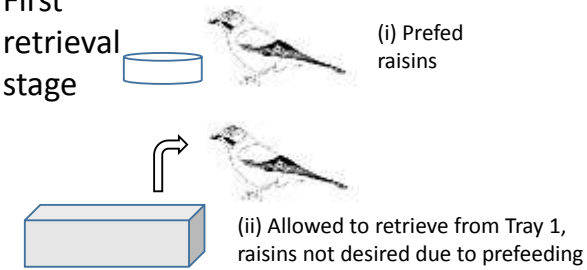 First
retrieval
stage
(i) Prefed
raisins
(ii) Allowed to retrieve from Tray 1,
raisins not desired due to prefeeding